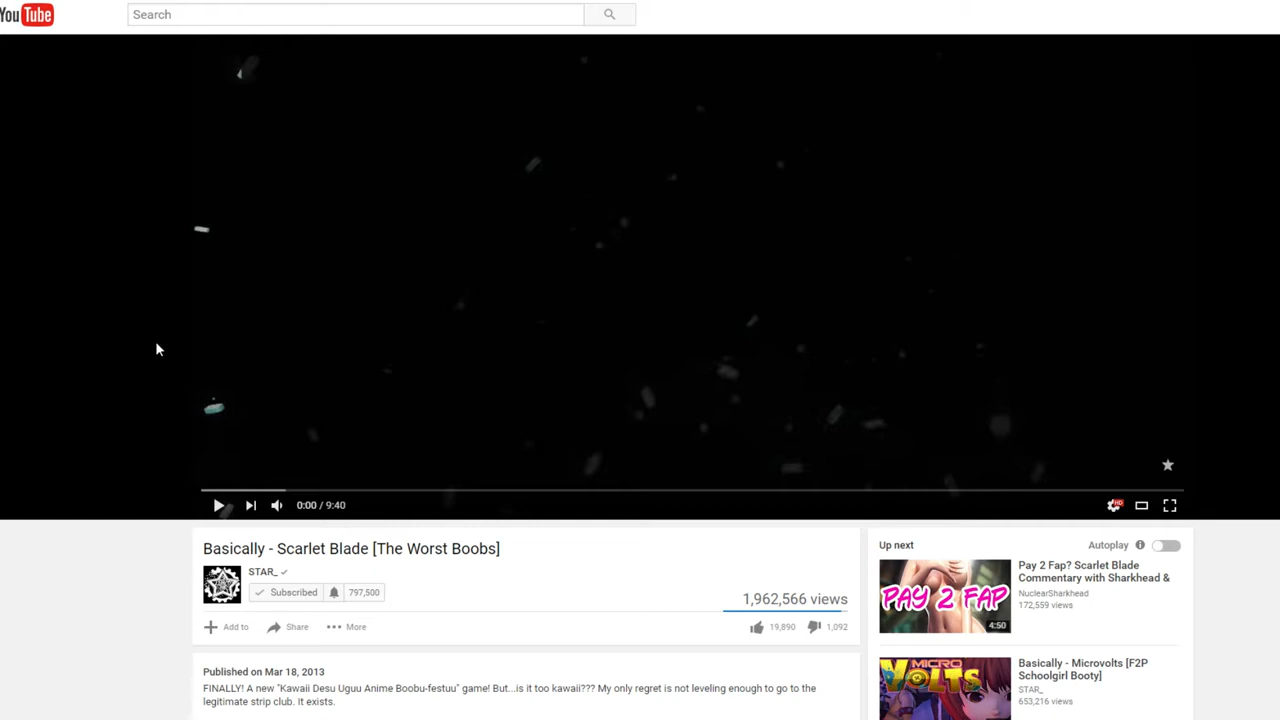 YouTube
Search
0:00 / 9:40
HD
Basically - Scarlet Blade [The Worst Boobs]
STAR_
Subscribed 797,500
1,962,566 views
Add to Share More
19,890 1,092
Published on Mar 18, 2013
FINALLY! A new "Kawaii Desu Uguu Anime Boobu-festuu" game! But...is it too kawaii??? My only regret is not leveling enough to go to the
legitimate strip club. It exists.
Up next
Autoplay
PAY 2 FAP
4:50
Pay 2 Fap? Scarlet Blade
Commentary with Sharkhead &
NuclearSharkhead
172,559 views
MICRO
VOLTS
Basically - Microvolts [F2P
Schoolgirl Booty]
STAR_
653,216 views